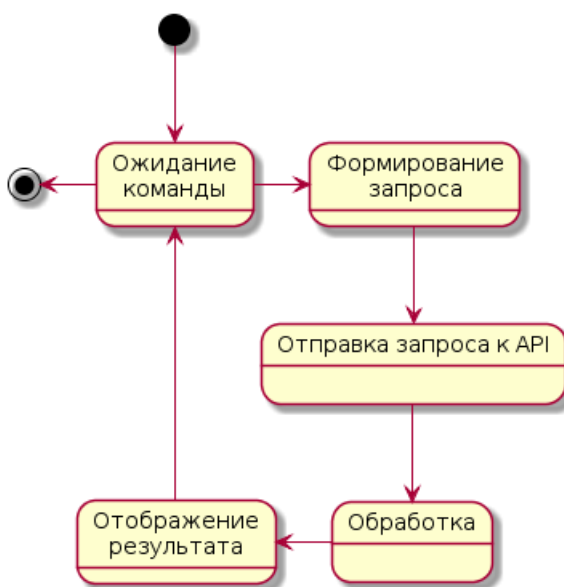 Ожидание
команды
Формирование
запроса
Отправка запроса к API
Отображение
результата
Обработка